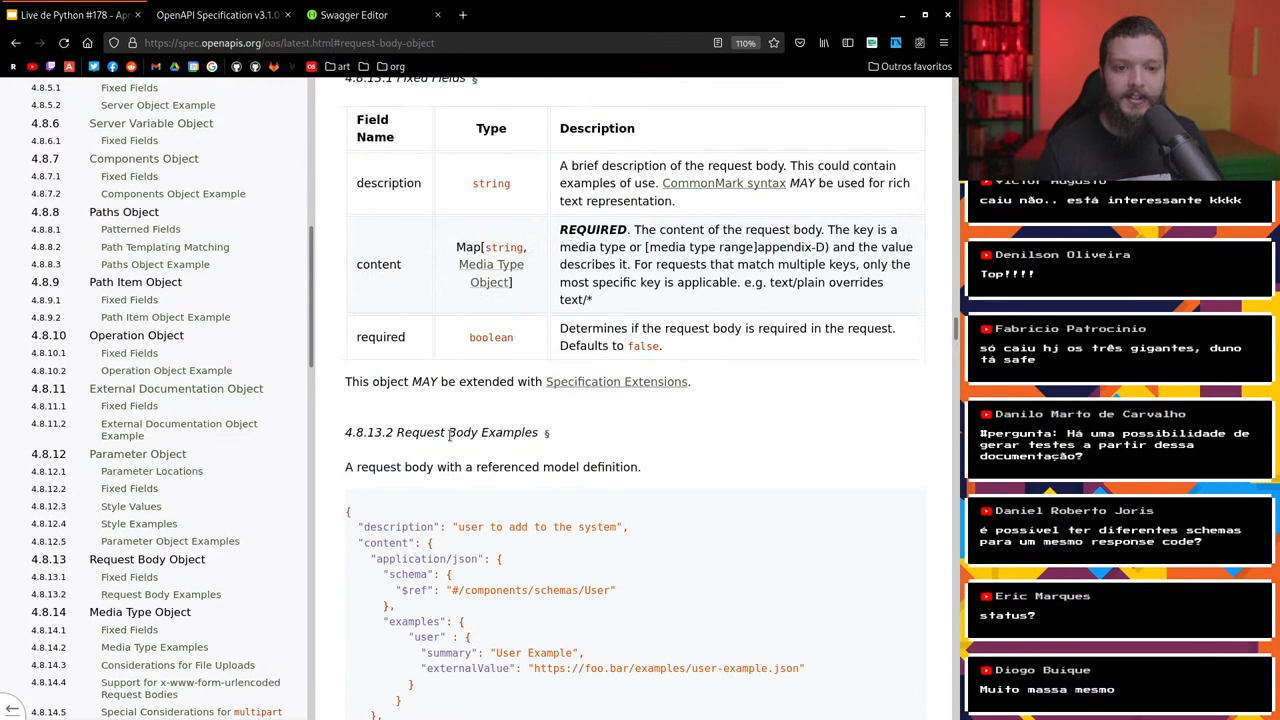 Live de Python #178 - Ap
OpenAPI Specification v3.1.0
Swagger Editor
https://spec.openapis.org/oas/latest.html#request-body-object
110%
art
org
Outros favoritos
4.8.5.1 Fixed Fields
4.8.5.2 Server Object Example
4.8.6 Server Variable Object
4.8.6.1 Fixed Fields
4.8.7 Components Object
4.8.7.1 Fixed Fields
4.8.7.2 Components Object Example
4.8.8 Paths Object
4.8.8.1 Patterned Fields
4.8.8.2 Path Templating Matching
4.8.8.3 Paths Object Example
4.8.9 Path Item Object
4.8.9.1 Fixed Fields
4.8.9.2 Path Item Object Example
4.8.10 Operation Object
4.8.10.1 Fixed Fields
4.8.10.2 Operation Object Example
4.8.11 External Documentation Object
4.8.11.1 Fixed Fields
4.8.11.2 External Documentation Object
Example
4.8.12 Parameter Object
4.8.12.1 Parameter Locations
4.8.12.2 Fixed Fields
4.8.12.3 Style Values
4.8.12.4 Style Examples
4.8.12.5 Parameter Object Examples
4.8.13 Request Body Object
4.8.13.1 Fixed Fields
4.8.13.2 Request Body Examples
4.8.14 Media Type Object
4.8.14.1 Fixed Fields
4.8.14.2 Media Type Examples
4.8.14.3 Considerations for File Uploads
4.8.14.4 Support for x-www-form-urlencoded
Request Bodies
4.8.14.5 Special Considerations for multipart
4.8.13.1 Fixed Fields §
Field
Name
Type
Description
description
string
A brief description of the request body. This could contain
examples of use. CommonMark syntax MAY be used for rich
text representation.
content
Map[string,
Media Type
Object]
REQUIRED. The content of the request body. The key is a
media type or [media type range]appendix-D) and the value
describes it. For requests that match multiple keys, only the
most specific key is applicable. e.g. text/plain overrides
text/*
required
boolean
Determines if the request body is required in the request.
Defaults to false.
This object MAY be extended with Specification Extensions.
4.8.13.2 Request Body Examples §
A request body with a referenced model definition.
{
"description": "user to add to the system",
"content": {
"application/json": {
"schema": {
"$ref": "#/components/schemas/User"
},
"examples": {
"user" : {
"summary": "User Example",
"externalValue": "https://foo.bar/examples/user-example.json"
}
}
},
Victor Augusto
caiu não.. está interessante kkkk
Denilson Oliveira
Top!!!!
Fabrício Patrocinio
só caiu hj os três gigantes, duno
tá safe
Danilo Marto de Carvalho
#pergunta: Há uma possibilidade de
gerar testes a partir dessa
documentação?
Daniel Roberto Joris
é possível ter diferentes schemas
para um mesmo response code?
Eric Marques
status?
Diogo Buíque
Muito massa mesmo